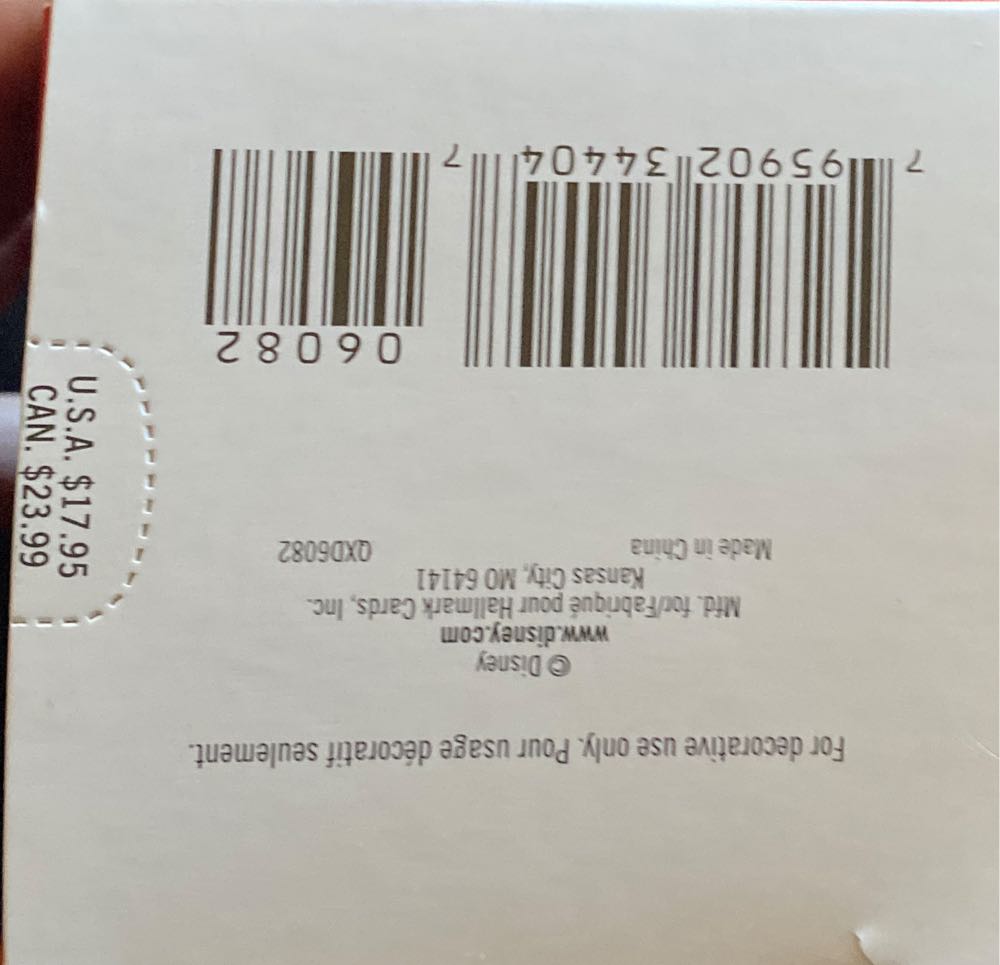 For decorative use only. Pour usage décoratif seulement.
© Disney
www.disney.com
Mfd. for/Fabriqué pour Hallmark Cards, Inc.
Kansas City, MO 64141
Made in China QXD6082
06082
7 95902 34404 7
U.S.A. $17.95
CAN. $23.99